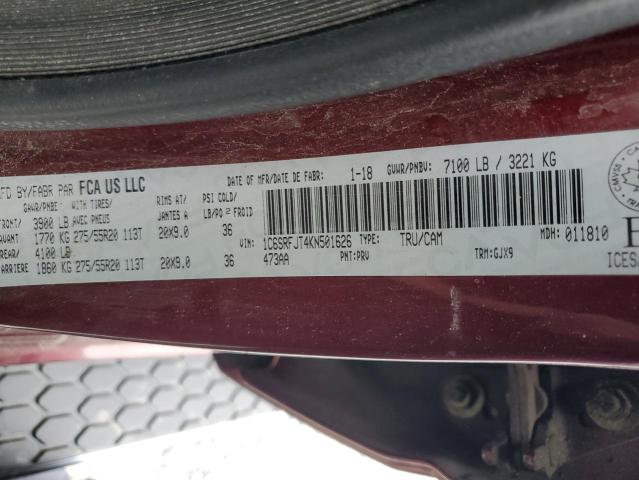 MFD BY/FABR PAR FCA US LLC
DATE OF MFR/DATE DE FABR: 1-18 GVWR/PNBV: 7100 LB / 3221 KG
GAWR/PNBE WITH TIRES/ RIMS AT/ PSI COLD/
AVEC PNEUS JANTES A LB/PO2 FROID
FRONT/ 3900 LB
AVANT 1770 KG 275/55R20 113T 20X9.0 36
REAR/ 4100 LB
ARRIERE 1860 KG 275/55R20 113T 20X9.0 36
VIN: 1C6SRFJT4KN501626 TYPE: TRU/CAM MDH: 011810
473AA PNT:PRV TRM:GJX9
CMVSS
ICES